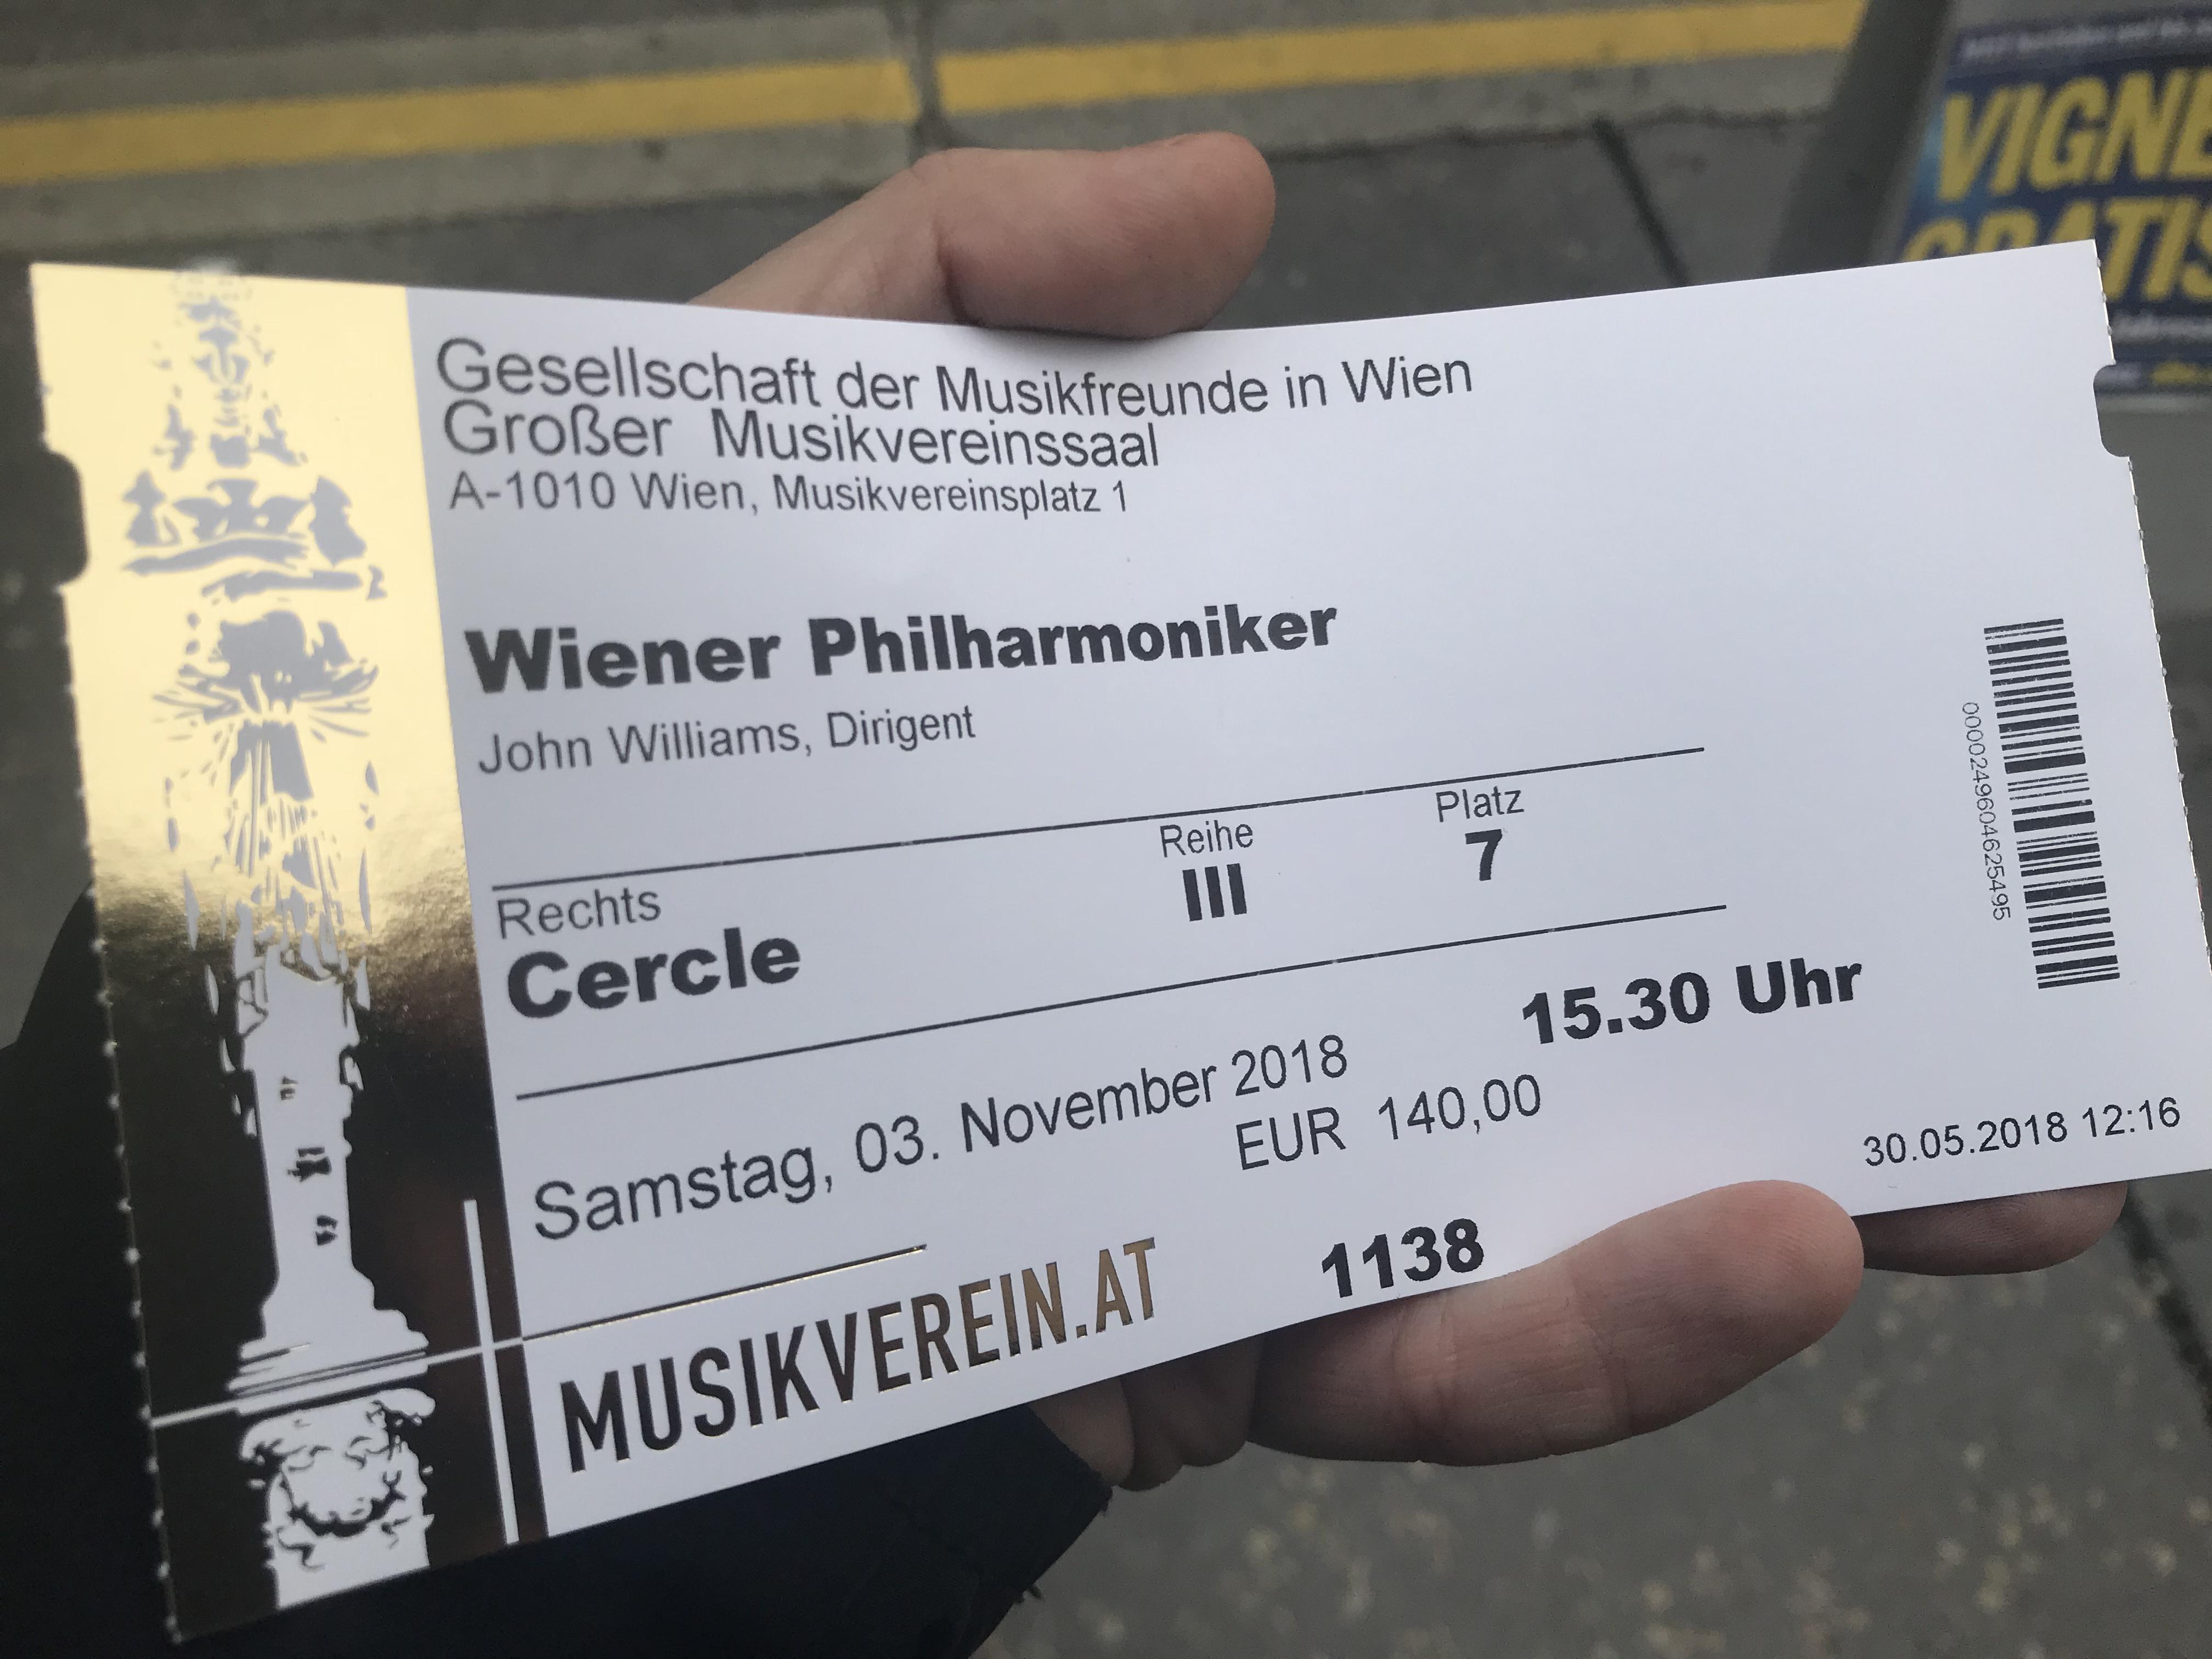 Gesellschaft der Musikfreunde in Wien
Großer Musikvereinssaal
A-1010 Wien, Musikvereinsplatz 1
Wiener Philharmoniker
John Williams, Dirigent
Rechts Reihe Platz
Cercle III 7
Samstag, 03. November 2018 15.30 Uhr
EUR 140,00
30.05.2018 12:16
MUSIKVEREIN.AT 1138
0000249604625495
VIGNE
GRATIS